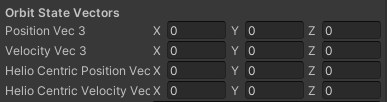 Orbit State Vectors
Position Vec 3 X 0 Y 0 Z 0
Velocity Vec 3 X 0 Y 0 Z 0
Helio Centric Position Vec X 0 Y 0 Z 0
Helio Centric Velocity Vec X 0 Y 0 Z 0